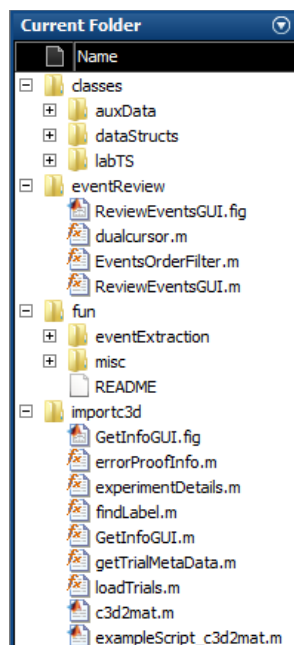 Current Folder
Name
classes
auxData
dataStructs
labTS
eventReview
ReviewEventsGUI.fig
dualcursor.m
EventsOrderFilter.m
ReviewEventsGUI.m
fun
eventExtraction
misc
README
importc3d
GetInfoGUI.fig
errorProofInfo.m
experimentDetails.m
findLabel.m
GetInfoGUI.m
getTrialMetaData.m
loadTrials.m
c3d2mat.m
exampleScript_c3d2mat.m